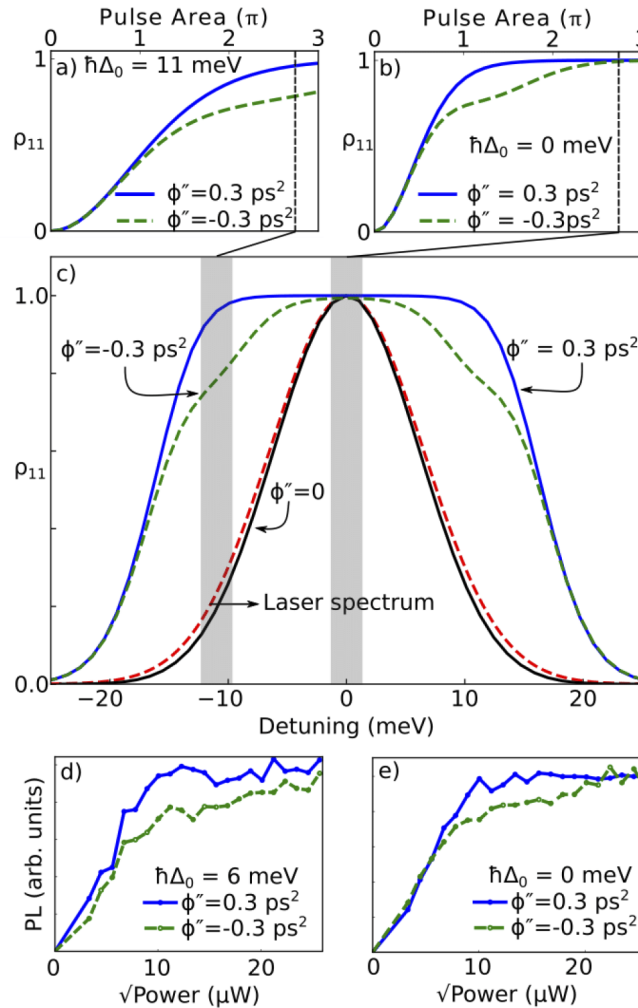 Pulse Area (π)
0 1 2 3
a) ħΔ₀ = 11 meV
1
ρ₁₁
0
ϕ″=0.3 ps²
ϕ″=-0.3 ps²
Pulse Area (π)
0 1 2 3
b)
1
ρ₁₁
0
ħΔ₀ = 0 meV
ϕ″ = 0.3 ps²
ϕ″ = -0.3ps²
c)
1.0
ρ₁₁
0.0
ϕ″=-0.3 ps²
ϕ″ = 0.3 ps²
ϕ″=0
Laser spectrum
−20 −10 0 10 20
Detuning (meV)
d)
PL (arb. units)
ħΔ₀ = 6 meV
ϕ″=0.3 ps²
ϕ″=-0.3 ps²
0 10 20
√Power (μW)
e)
ħΔ₀ = 0 meV
ϕ″=0.3 ps²
ϕ″=-0.3 ps²
0 10 20
√Power (μW)